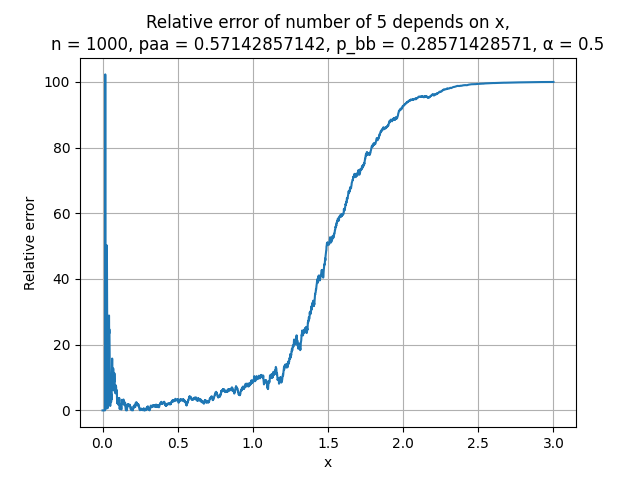 Relative error of number of 5 depends on x,
n = 1000, paa = 0.57142857142, p_bb = 0.28571428571, α = 0.5
100
80
60
40
20
0
Relative error
0.0 0.5 1.0 1.5 2.0 2.5 3.0
x